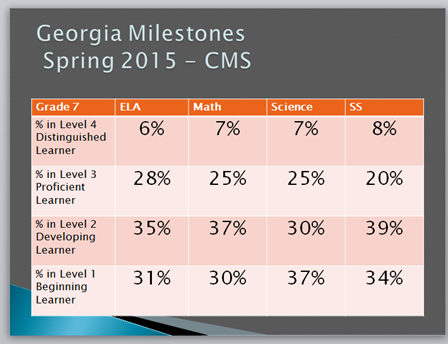 Georgia Milestones
Spring 2015 – CMS
Grade 7 ELA Math Science SS
% in Level 4
Distinguished
Learner
6% 7% 7% 8%
% in Level 3
Proficient
Learner
28% 25% 25% 20%
% in Level 2
Developing
Learner
35% 37% 30% 39%
% in Level 1
Beginning
Learner
31% 30% 37% 34%